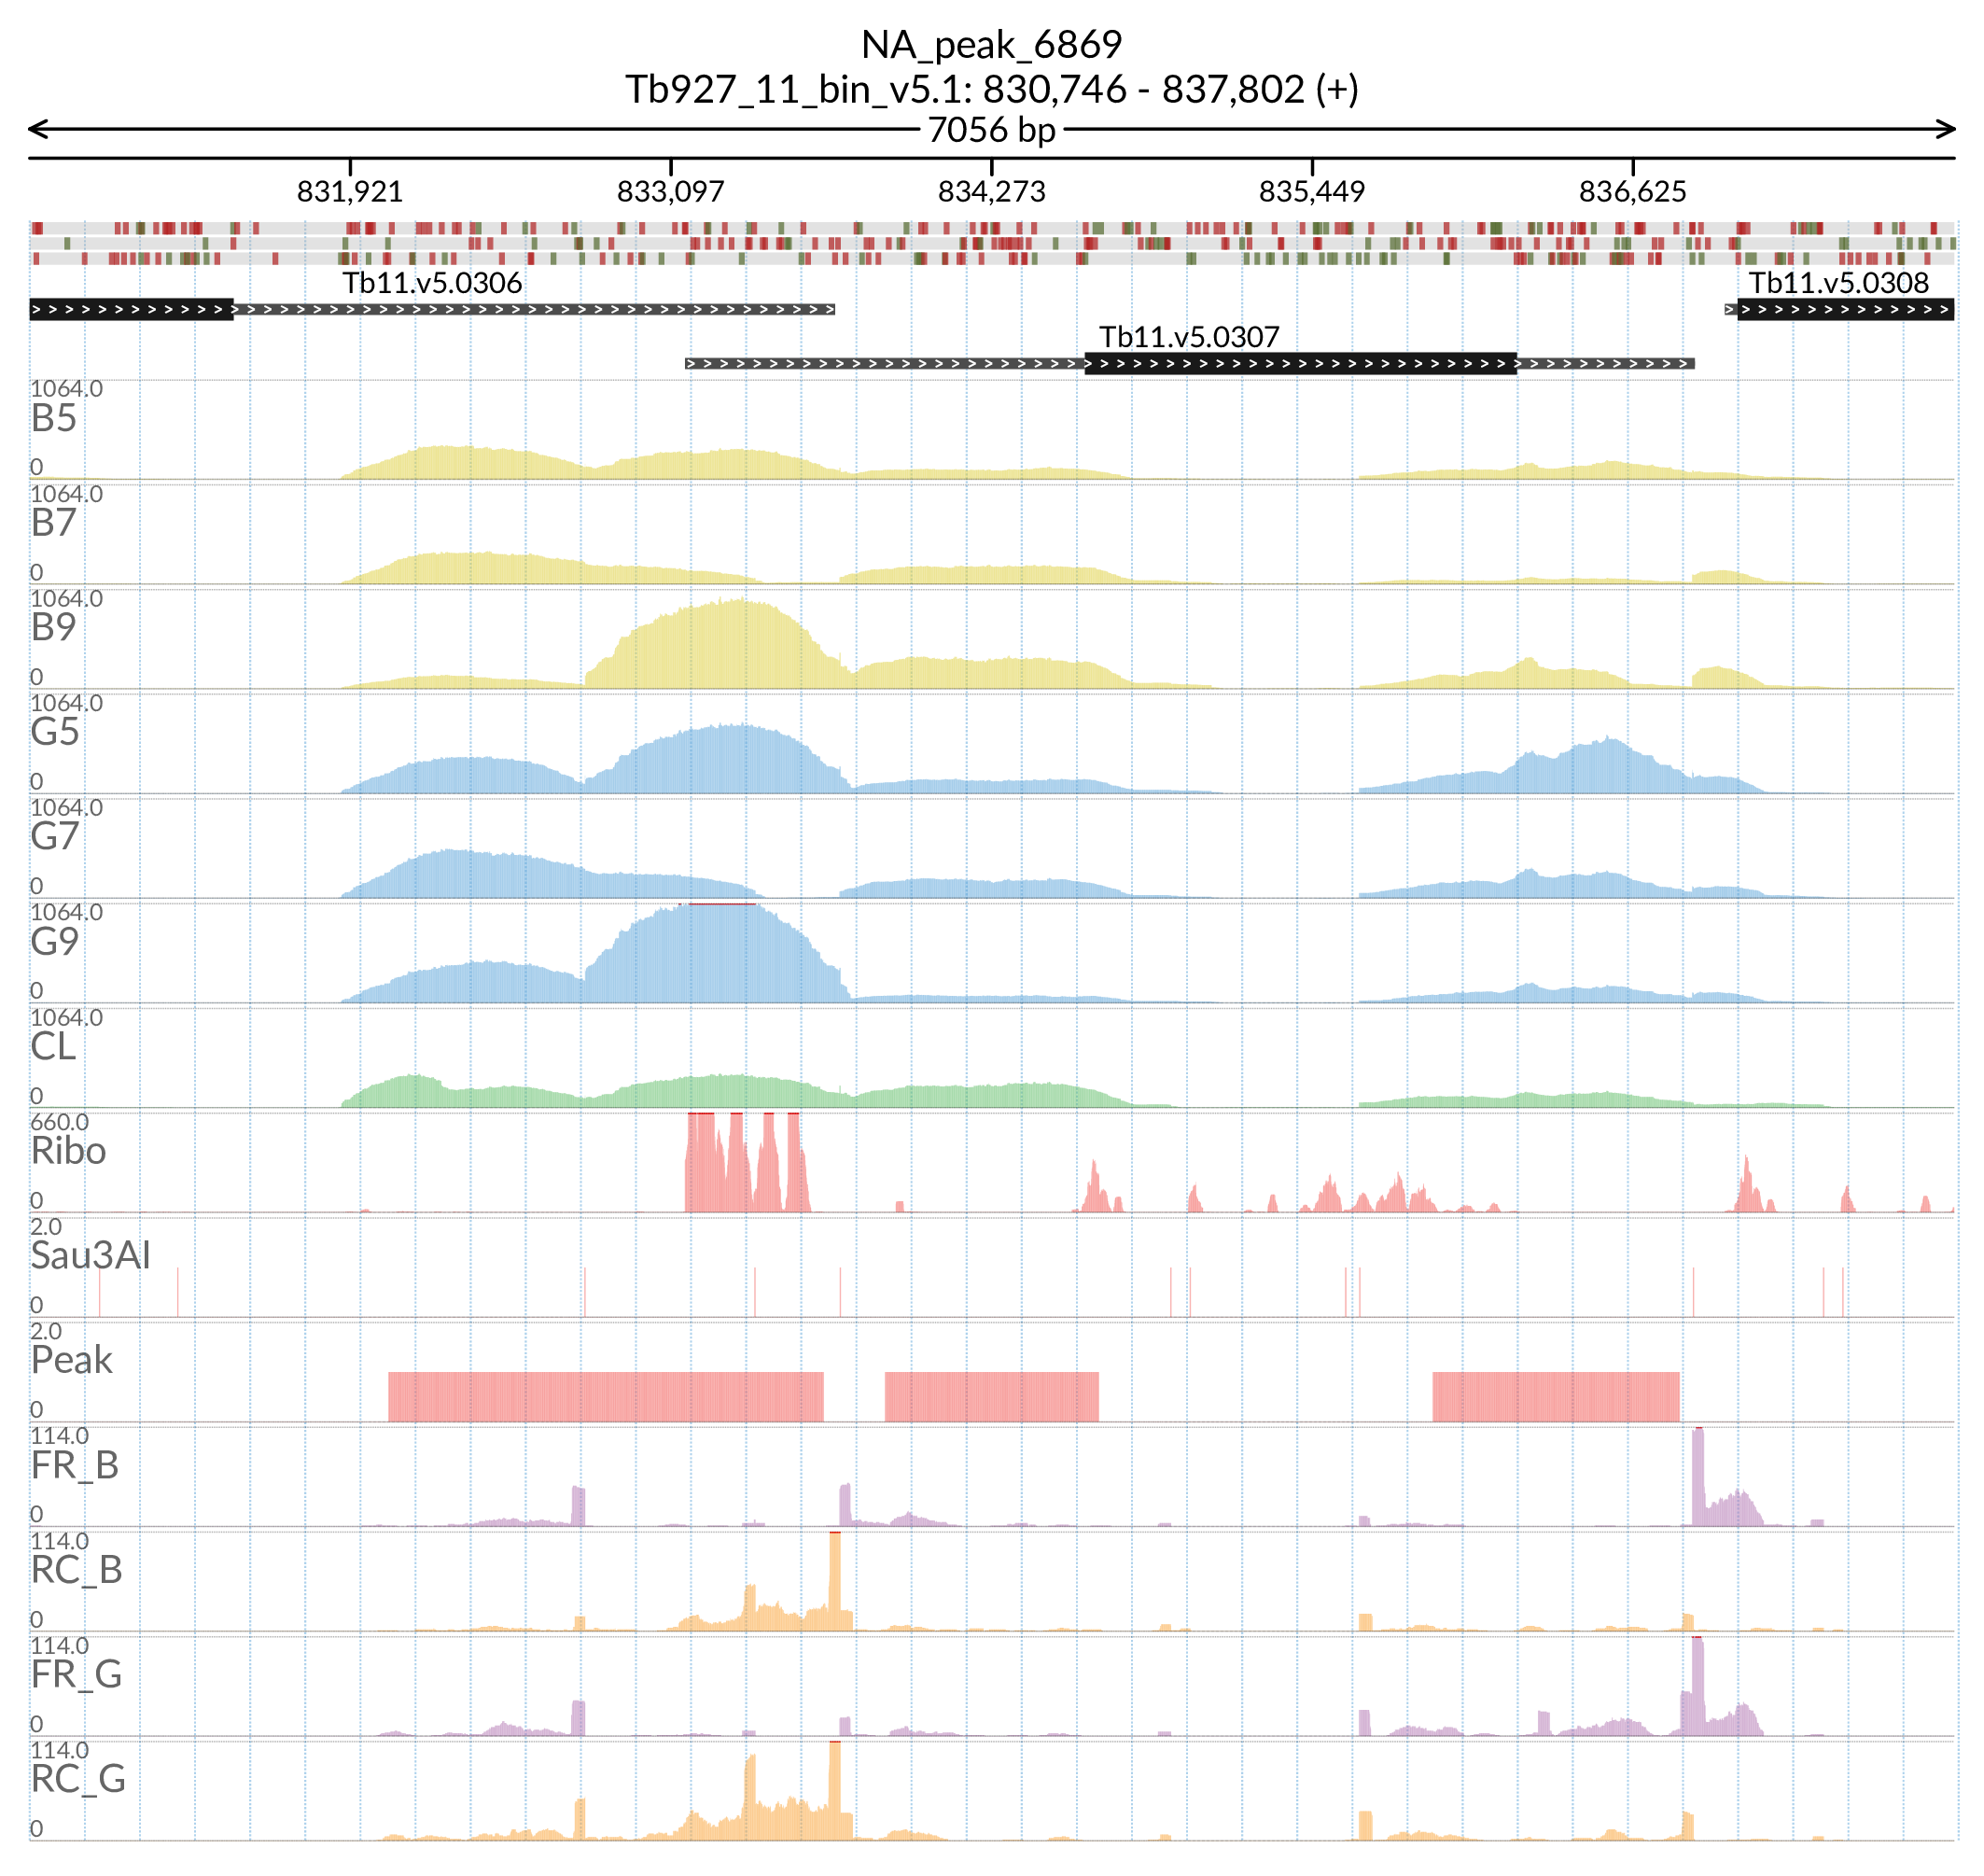 NA_peak_6869
Tb927_11_bin_v5.1: 830,746 - 837,802 (+)
7056 bp
831,921 833,097 834,273 835,449 836,625
Tb11.v5.0306 Tb11.v5.0308
Tb11.v5.0307
1064.0
B5
0
1064.0
B7
0
1064.0
B9
0
1064.0
G5
0
1064.0
G7
0
1064.0
G9
0
1064.0
CL
0
660.0
Ribo
0
2.0
Sau3AI
0
2.0
Peak
0
114.0
FR_B
0
114.0
RC_B
0
114.0
FR_G
0
114.0
RC_G
0